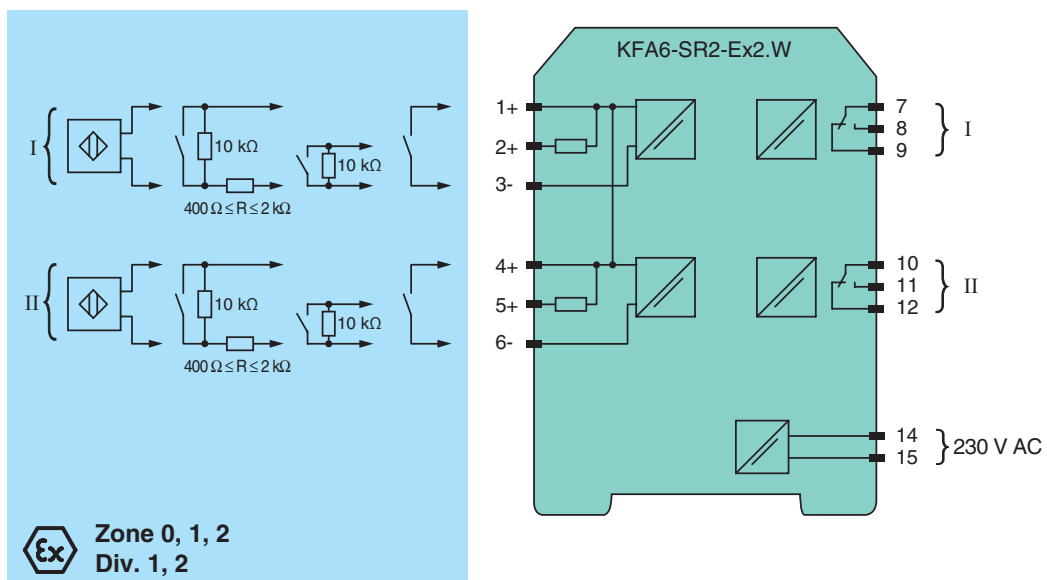 KFA6-SR2-Ex2.W
I
10 kΩ
10 kΩ
400 Ω ≤ R ≤ 2 kΩ
II
10 kΩ
10 kΩ
400 Ω ≤ R ≤ 2 kΩ
1+
2+
3-
4+
5+
6-
7
8
9
I
10
11
12
II
14
15
230 V AC
Ex
Zone 0, 1, 2
Div. 1, 2